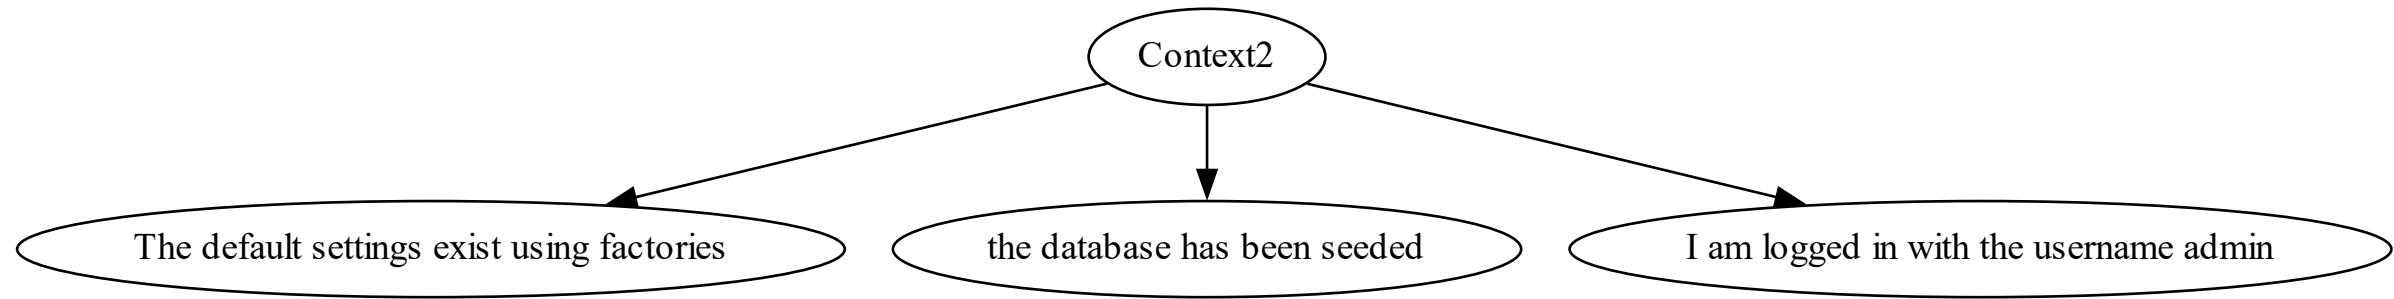 Context2
The default settings exist using factories
the database has been seeded
I am logged in with the username admin